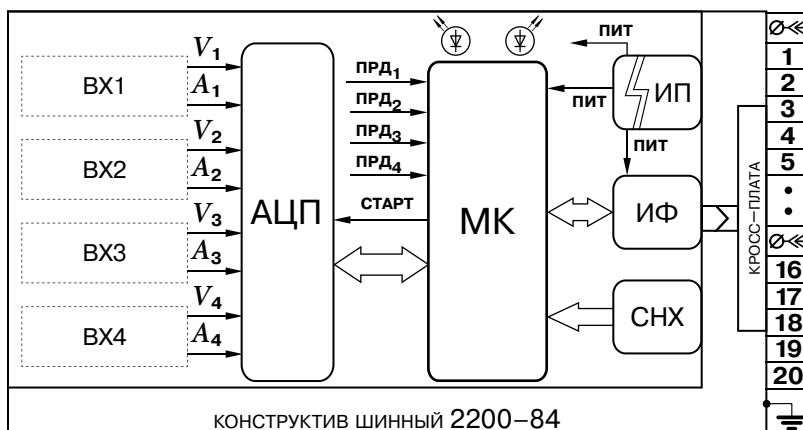 ВХ1
V1
A1
ВХ2
V2
A2
ВХ3
V3
A3
ВХ4
V4
A4
АЦП
ПРД1
ПРД2
ПРД3
ПРД4
СТАРТ
МК
ПИТ
ПИТ
ИП
ПИТ
ИФ
СНХ
КРОСС–ПЛАТА
1
2
3
4
5
16
17
18
19
20
КОНСТРУКТИВ ШИННЫЙ 2200–84